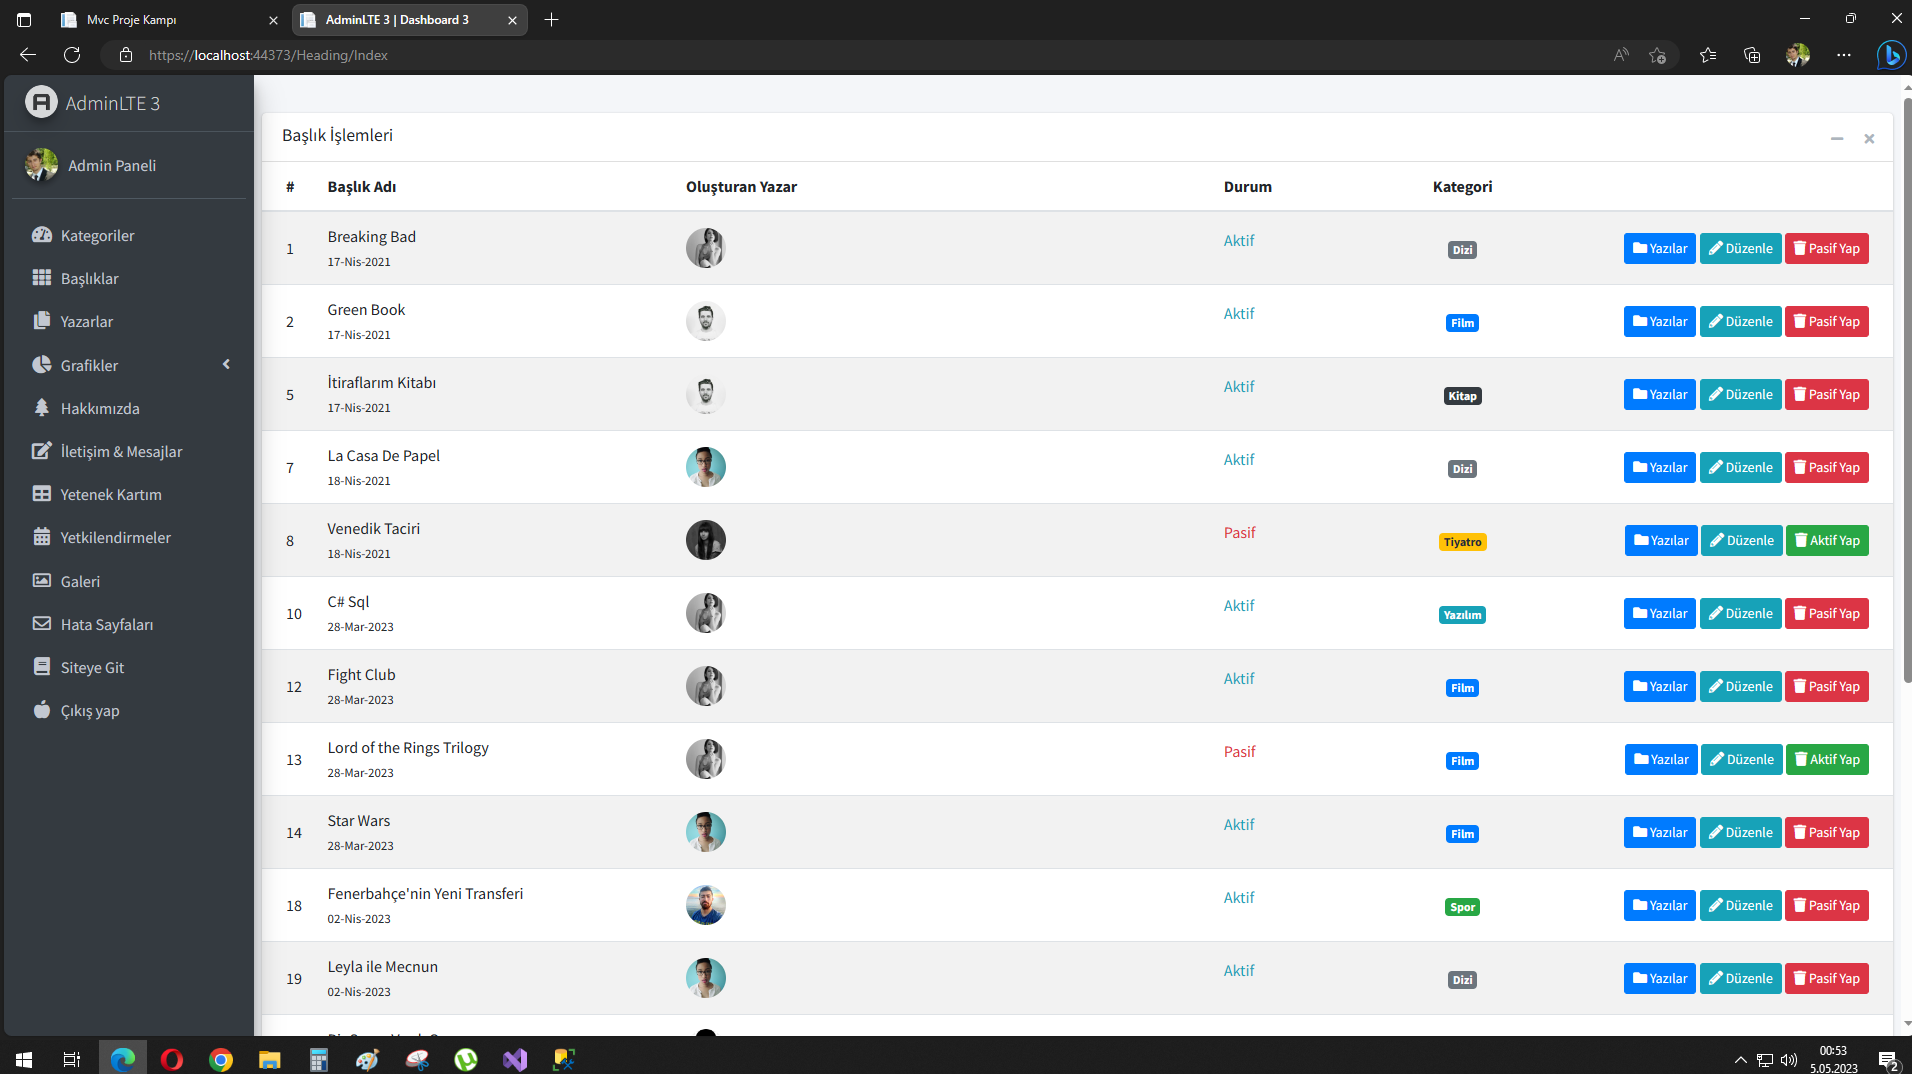 Mvc Proje Kampı
AdminLTE 3 | Dashboard 3
https://localhost:44373/Heading/Index
AdminLTE 3
Admin Paneli
Kategoriler
Başlıklar
Yazarlar
Grafikler
Hakkımızda
İletişim & Mesajlar
Yetenek Kartım
Yetkilendirmeler
Galeri
Hata Sayfaları
Siteye Git
Çıkış yap
Başlık İşlemleri
# Başlık Adı Oluşturan Yazar Durum Kategori
1 Breaking Bad Aktif Dizi Yazılar Düzenle Pasif Yap
17-Nis-2021
2 Green Book Aktif Film Yazılar Düzenle Pasif Yap
17-Nis-2021
5 İtiraflarım Kitabı Aktif Kitap Yazılar Düzenle Pasif Yap
17-Nis-2021
7 La Casa De Papel Aktif Dizi Yazılar Düzenle Pasif Yap
18-Nis-2021
8 Venedik Taciri Pasif Tiyatro Yazılar Düzenle Aktif Yap
18-Nis-2021
10 C# Sql Aktif Yazılım Yazılar Düzenle Pasif Yap
28-Mar-2023
12 Fight Club Aktif Film Yazılar Düzenle Pasif Yap
28-Mar-2023
13 Lord of the Rings Trilogy Pasif Film Yazılar Düzenle Aktif Yap
28-Mar-2023
14 Star Wars Aktif Film Yazılar Düzenle Pasif Yap
28-Mar-2023
18 Fenerbahçe'nin Yeni Transferi Aktif Spor Yazılar Düzenle Pasif Yap
02-Nis-2023
19 Leyla ile Mecnun Aktif Dizi Yazılar Düzenle Pasif Yap
02-Nis-2023
00:53
5.05.2023
2